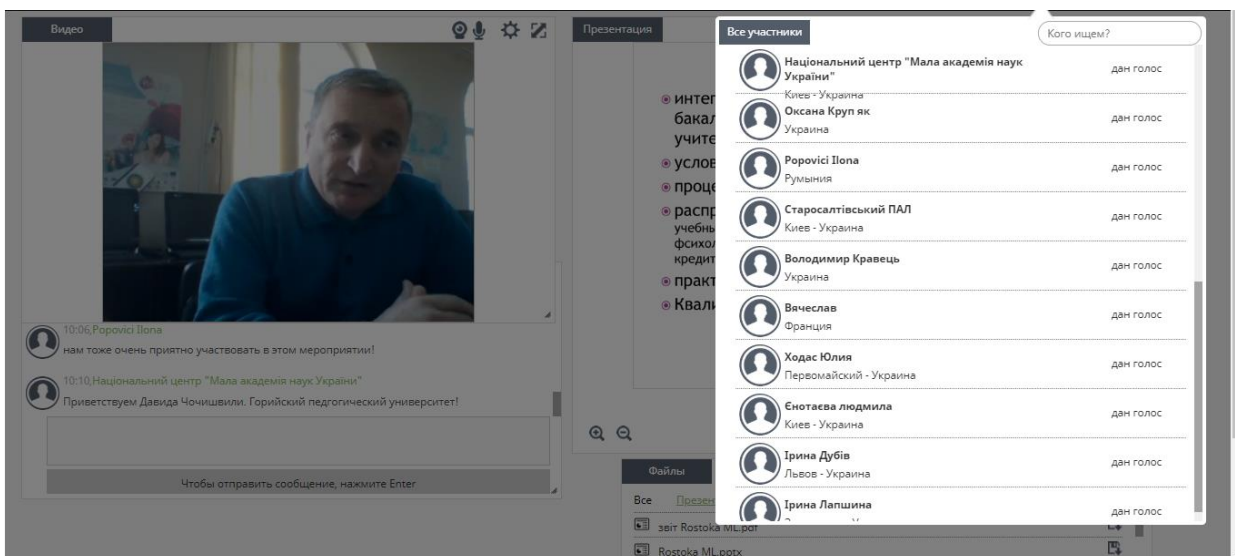 Видео
10:06,Popovici Ilona
нам тоже очень приятно участвовать в этом мероприятии!
10:10,Національний центр "Мала академія наук України"
Приветствуем Давида Чочишвили. Горийский педгогический университет!
Чтобы отправить сообщение, нажмите Enter
Презентация
интег
бакал
учите
услов
проце
распр
учебны
фсихол
кредит
практ
Квали
Файлы
Все Презен
звіт Rostoka ML.pdf
Rostoka ML.pptx
Все участники
Кого ищем?
Національний центр "Мала академія наук
України"
дан голос
Киев - Украина
Оксана Круп як
дан голос
Украина
Popovici Ilona
дан голос
Румыния
Старосалтівський ПАЛ
дан голос
Киев - Украина
Володимир Кравець
дан голос
Украина
Вячеслав
дан голос
Франция
Ходас Юлия
дан голос
Первомайский - Украина
Єнотаєва людмила
дан голос
Киев - Украина
Ірина Дубів
дан голос
Львов - Украина
Ірина Лапшина
дан голос